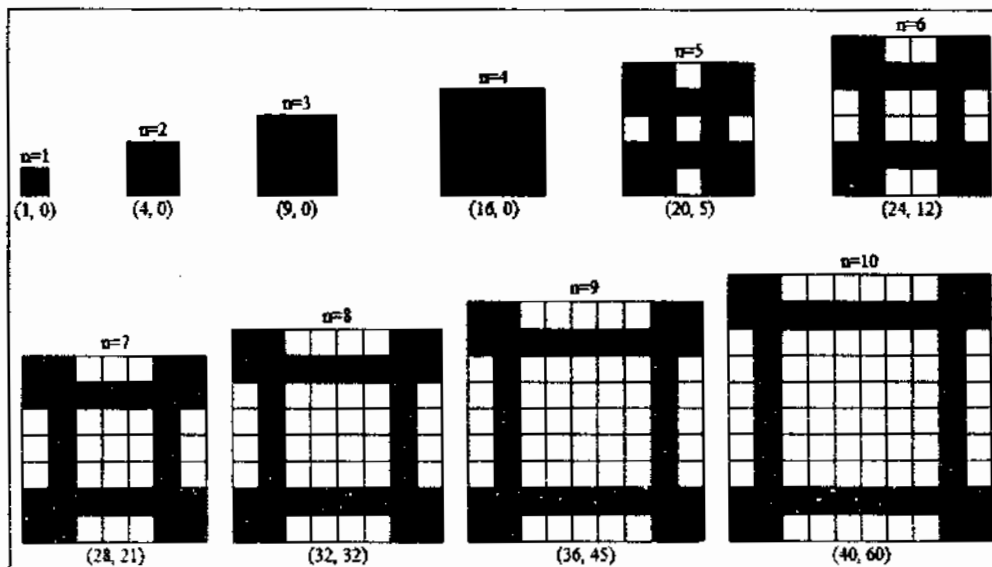 n=1
n=2
n=3
n=4
n=5
n=6
(1, 0)
(4, 0)
(9, 0)
(16, 0)
(20, 5)
(24, 12)
n=7
n=8
n=9
n=10
(28, 21)
(32, 32)
(36, 45)
(40, 60)